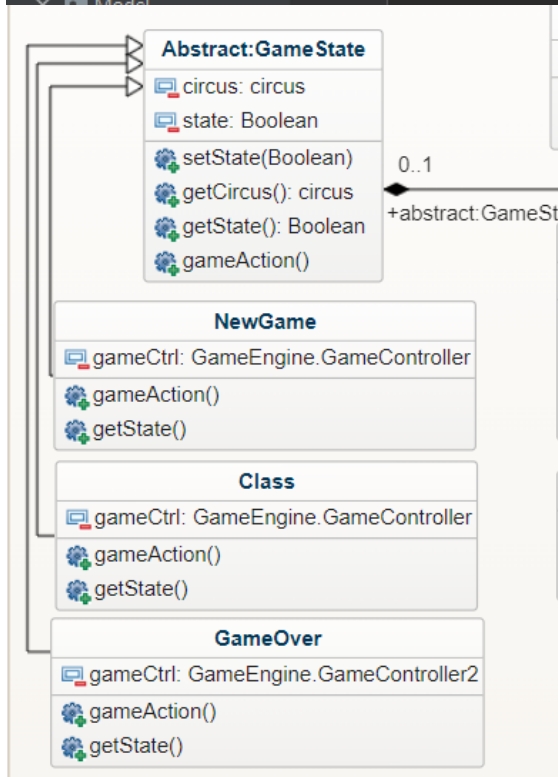 Model
Abstract:GameState
circus: circus
state: Boolean
setState(Boolean)
getCircus(): circus
getState(): Boolean
gameAction()
0..1
+abstract:GameSt
NewGame
gameCtrl: GameEngine.GameController
gameAction()
getState()
Class
gameCtrl: GameEngine.GameController
gameAction()
getState()
GameOver
gameCtrl: GameEngine.GameController2
gameAction()
getState()